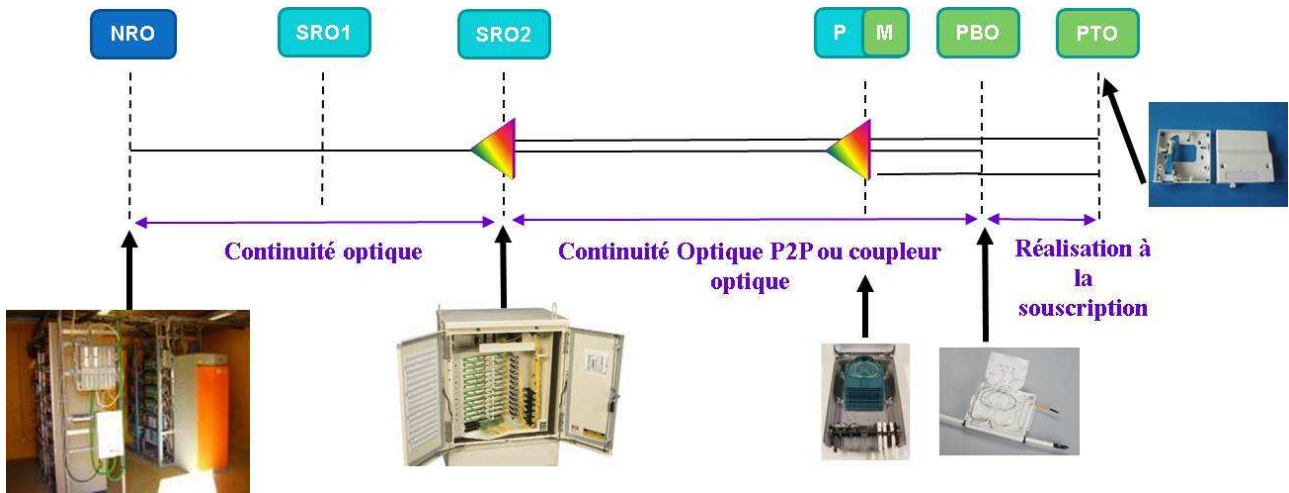 NRO
SRO1
SRO2
P M
PBO
PTO
Continuité optique
Continuité Optique P2P ou coupleur
optique
Réalisation à
la
souscription